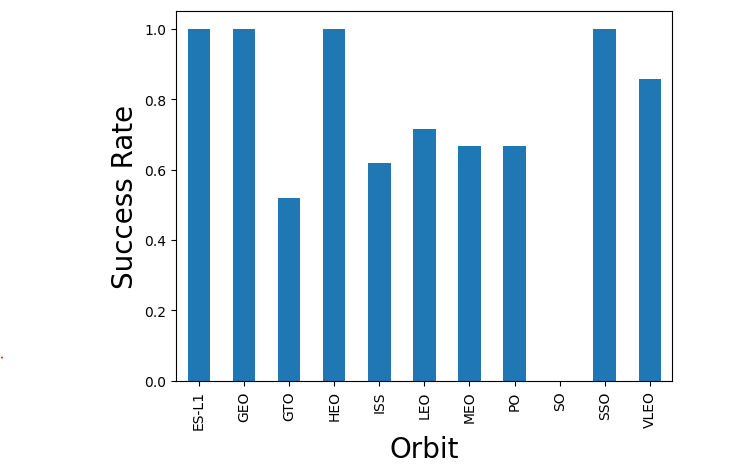 1.0
0.8
0.6
0.4
0.2
0.0
Success Rate
ES-L1
GEO
GTO
HEO
ISS
LEO
MEO
PO
SO
SSO
VLEO
Orbit